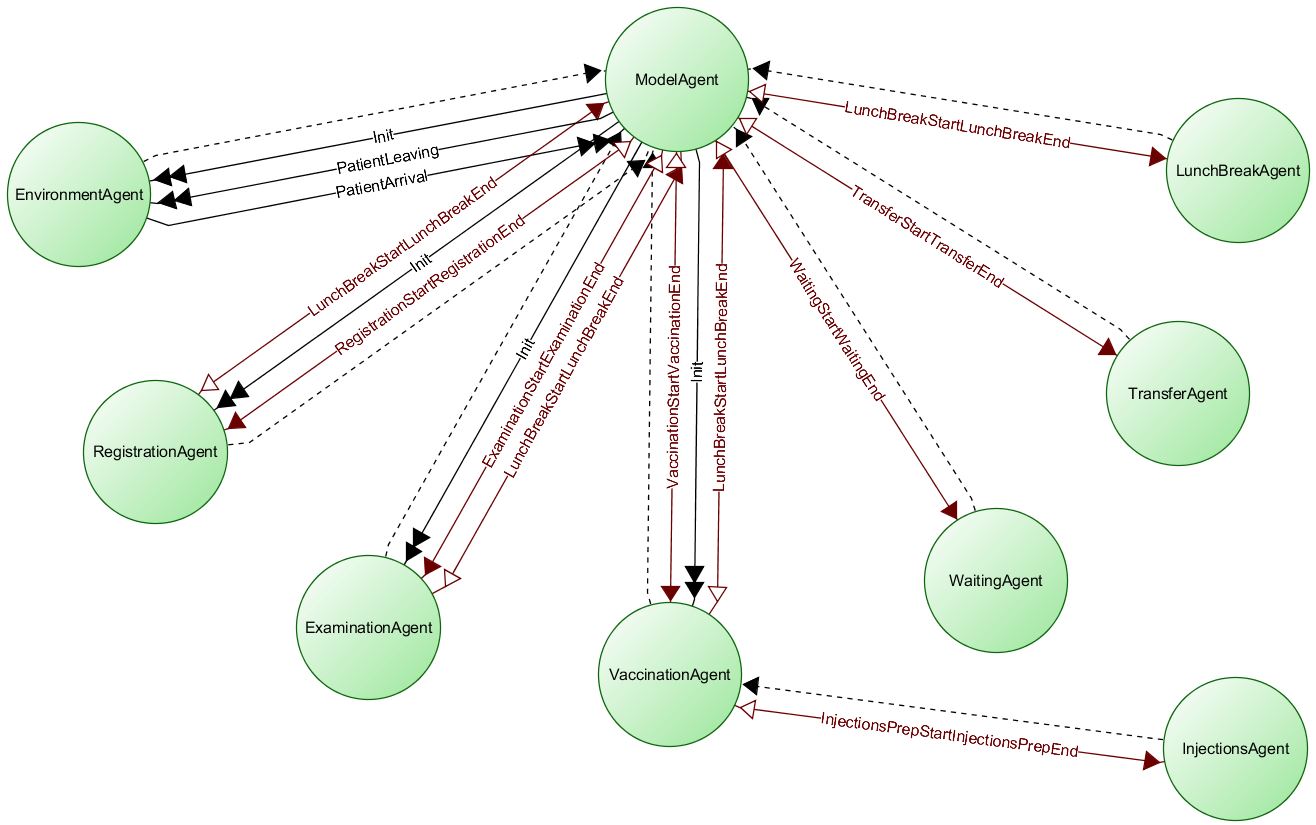 ModelAgent
Init
LunchBreakStartLunchBreakEnd
PatientLeaving
LunchBreakAgent
PatientArrival
EnvironmentAgent
LunchBreakStartLunchBreakEnd
TransferStartTransferEnd
Init
RegistrationStartRegistrationEnd
WaitingStartWaitingEnd
Init
ExaminationStartExaminationEnd
LunchBreakStartLunchBreakEnd
VaccinationStartVaccinationEnd
Init
LunchBreakStartLunchBreakEnd
TransferAgent
RegistrationAgent
WaitingAgent
ExaminationAgent
VaccinationAgent
InjectionsPrepStartInjectionsPrepEnd
InjectionsAgent